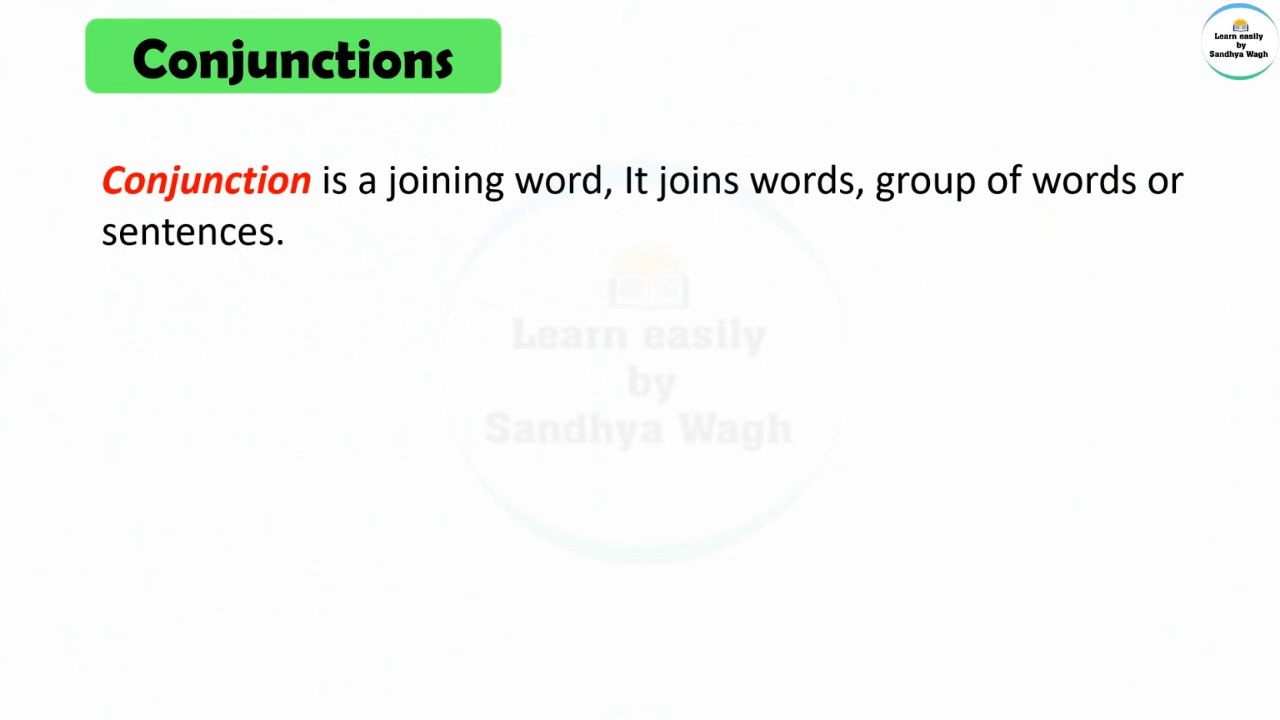 Conjunctions
Learn easily
by
Sandhya Wagh
Conjunction is a joining word, It joins words, group of words or
sentences.
Learn easily
by
Sandhya Wagh